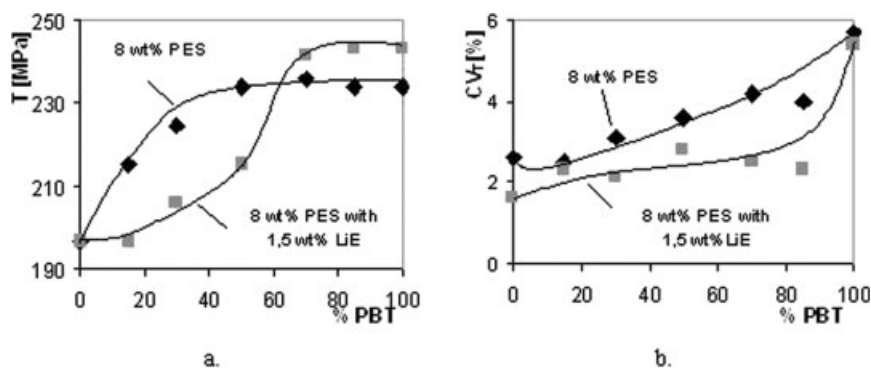 T [MPa]
250
230
210
190
0
20
40
60
80
100
% PBT
8 wt% PES
8 wt% PES with
1,5 wt% LiE
a.
CVT [%]
6
4
2
0
0
20
40
60
80
100
% PBT
8 wt% PES
8 wt% PES with
1,5 wt% LiE
b.